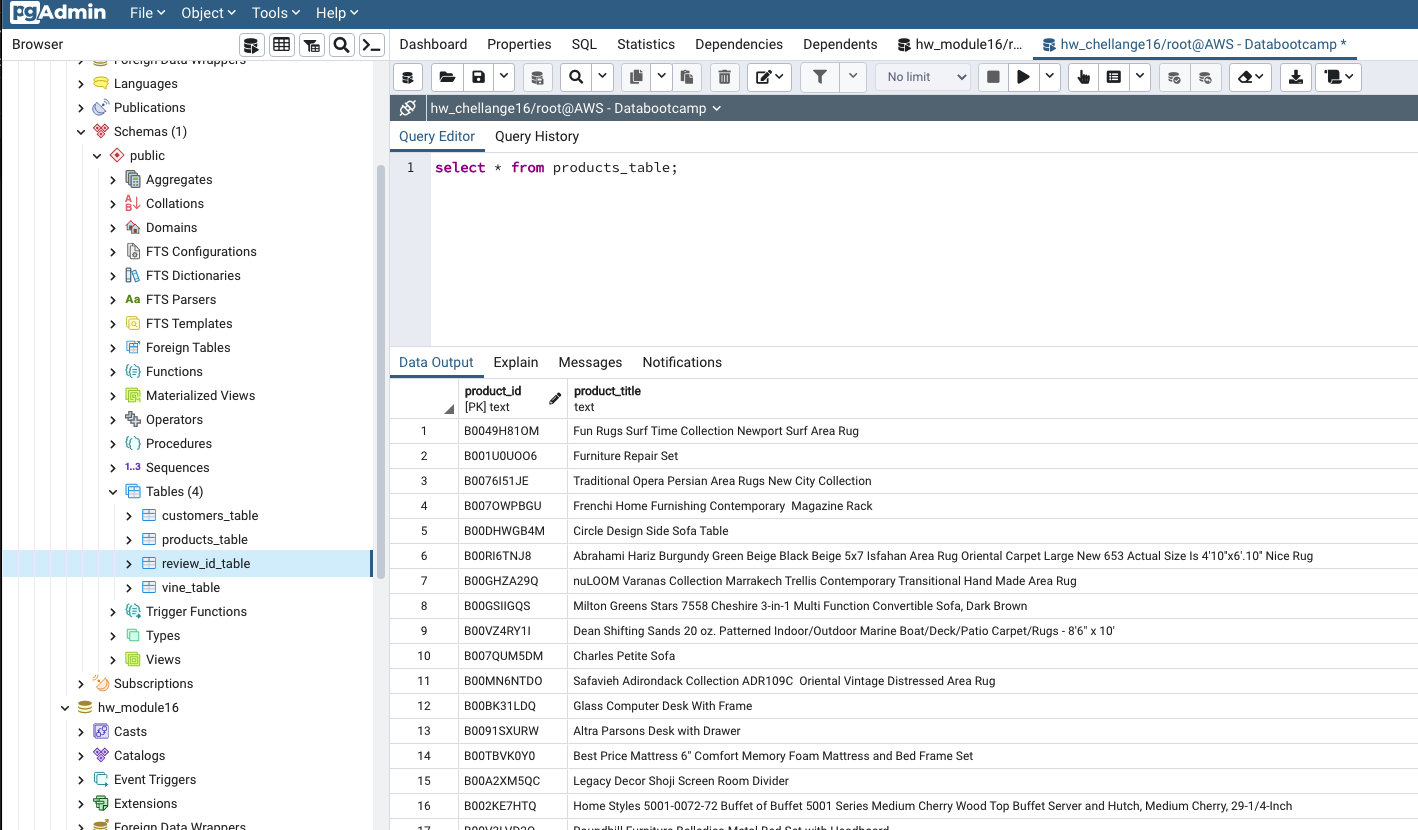 pgAdmin File Object Tools Help
Browser
Dashboard Properties SQL Statistics Dependencies Dependents hw_module16/r... hw_chellange16/root@AWS - Databootcamp *
No limit
hw_chellange16/root@AWS - Databootcamp
Query Editor Query History
1 select * from products_table;
Foreign Data Wrappers
Languages
Publications
Schemas (1)
public
Aggregates
Collations
Domains
FTS Configurations
FTS Dictionaries
Aa FTS Parsers
FTS Templates
Foreign Tables
Functions
Materialized Views
Operators
Procedures
1..3 Sequences
Tables (4)
customers_table
products_table
review_id_table
vine_table
Trigger Functions
Types
Views
Subscriptions
hw_module16
Casts
Catalogs
Event Triggers
Extensions
Foreign Data Wrappers
Data Output Explain Messages Notifications
product_id product_title
[PK] text text
1 B0049H81OM Fun Rugs Surf Time Collection Newport Surf Area Rug
2 B001U0UOO6 Furniture Repair Set
3 B0076I51JE Traditional Opera Persian Area Rugs New City Collection
4 B007OWPBGU Frenchi Home Furnishing Contemporary  Magazine Rack
5 B00DHWGB4M Circle Design Side Sofa Table
6 B00RI6TNJ8 Abrahami Hariz Burgundy Green Beige Black Beige 5x7 Isfahan Area Rug Oriental Carpet Large New 653 Actual Size Is 4'10"x6'.10" Nice Rug
7 B00GHZA29Q nuLOOM Varanas Collection Marrakech Trellis Contemporary Transitional Hand Made Area Rug
8 B00GSIIGQS Milton Greens Stars 7558 Cheshire 3-in-1 Multi Function Convertible Sofa, Dark Brown
9 B00VZ4RY1I Dean Shifting Sands 20 oz. Patterned Indoor/Outdoor Marine Boat/Deck/Patio Carpet/Rugs - 8'6" x 10'
10 B007QUM5DM Charles Petite Sofa
11 B00MN6NTDO Safavieh Adirondack Collection ADR109C  Oriental Vintage Distressed Area Rug
12 B00BK31LDQ Glass Computer Desk With Frame
13 B0091SXURW Altra Parsons Desk with Drawer
14 B00TBVK0Y0 Best Price Mattress 6" Comfort Memory Foam Mattress and Bed Frame Set
15 B00A2XM5QC Legacy Decor Shoji Screen Room Divider
16 B002KE7HTQ Home Styles 5001-0072-72 Buffet of Buffet 5001 Series Medium Cherry Wood Top Buffet Server and Hutch, Medium Cherry, 29-1/4-Inch
17